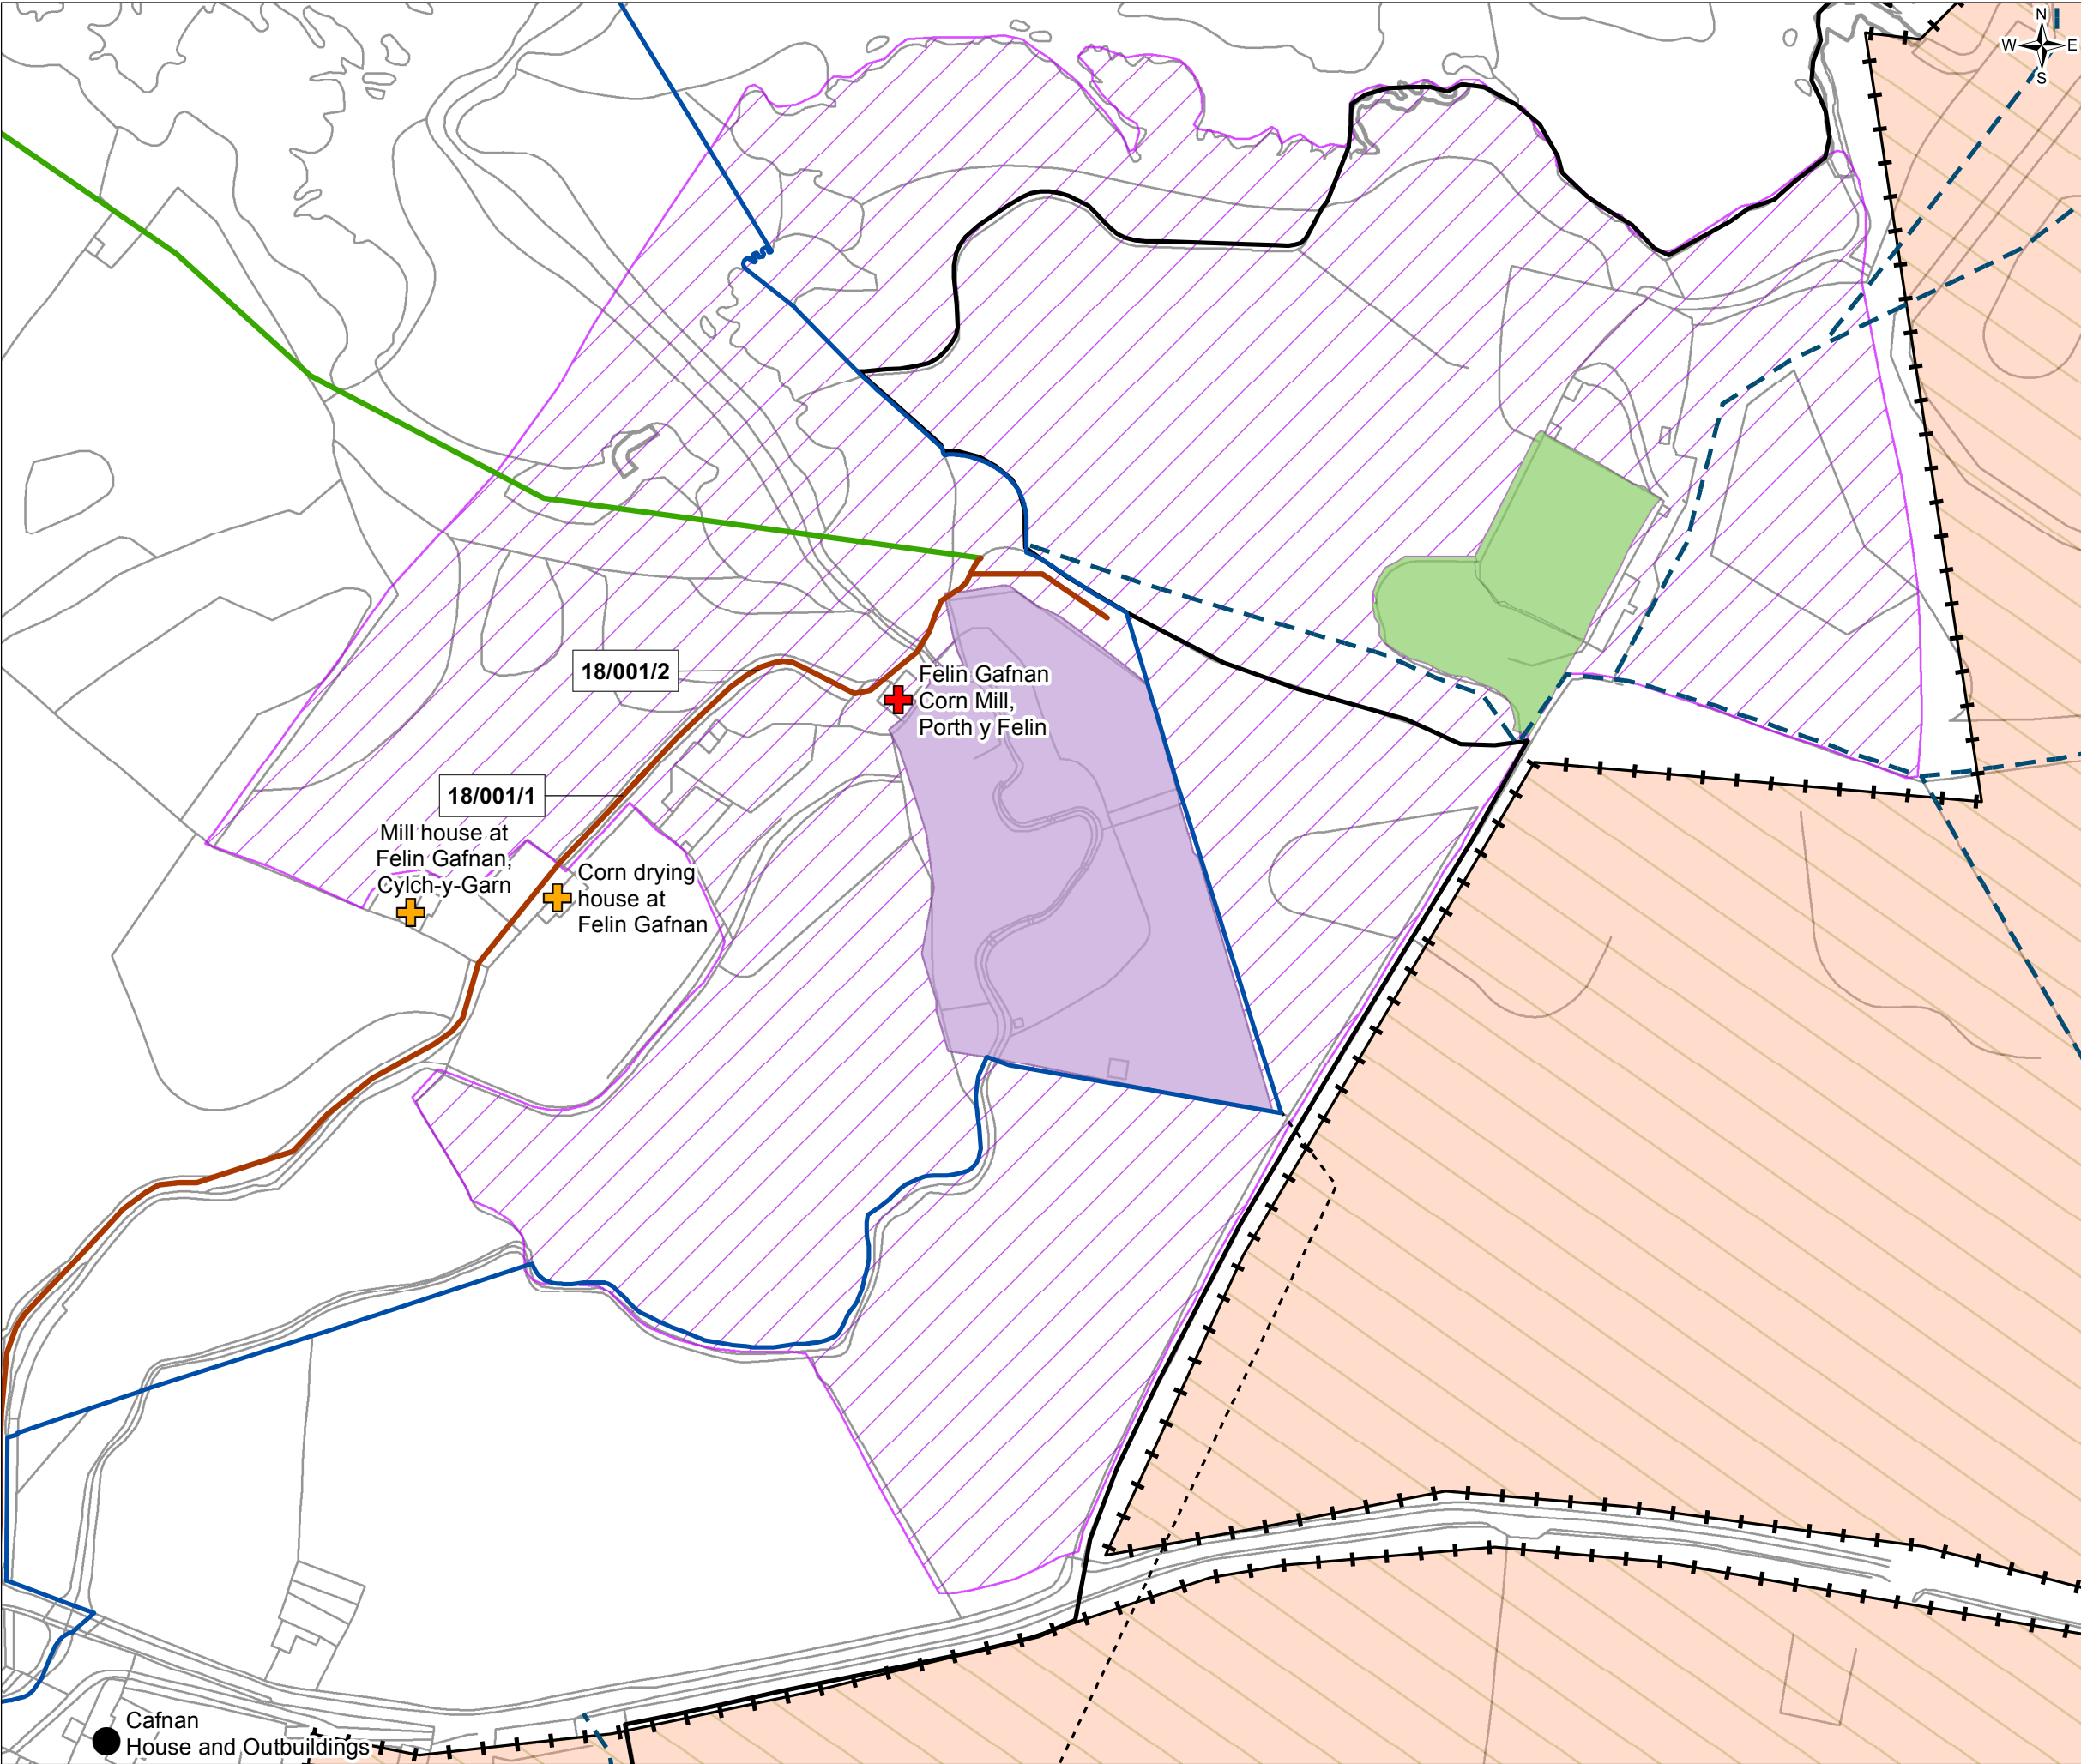 N
W E
S
18/001/2
Felin Gafnan
Corn Mill,
Porth y Felin
18/001/1
Mill house at
Felin Gafnan,
Cylch-y-Garn
Corn drying
house at
Felin Gafnan
Cafnan
House and Outbuildings